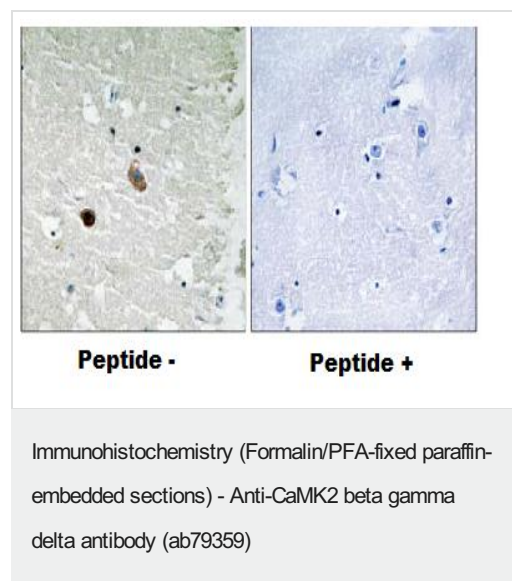 Peptide - Peptide +
Immunohistochemistry (Formalin/PFA-fixed paraffin-
embedded sections) - Anti-CaMK2 beta gamma
delta antibody (ab79359)